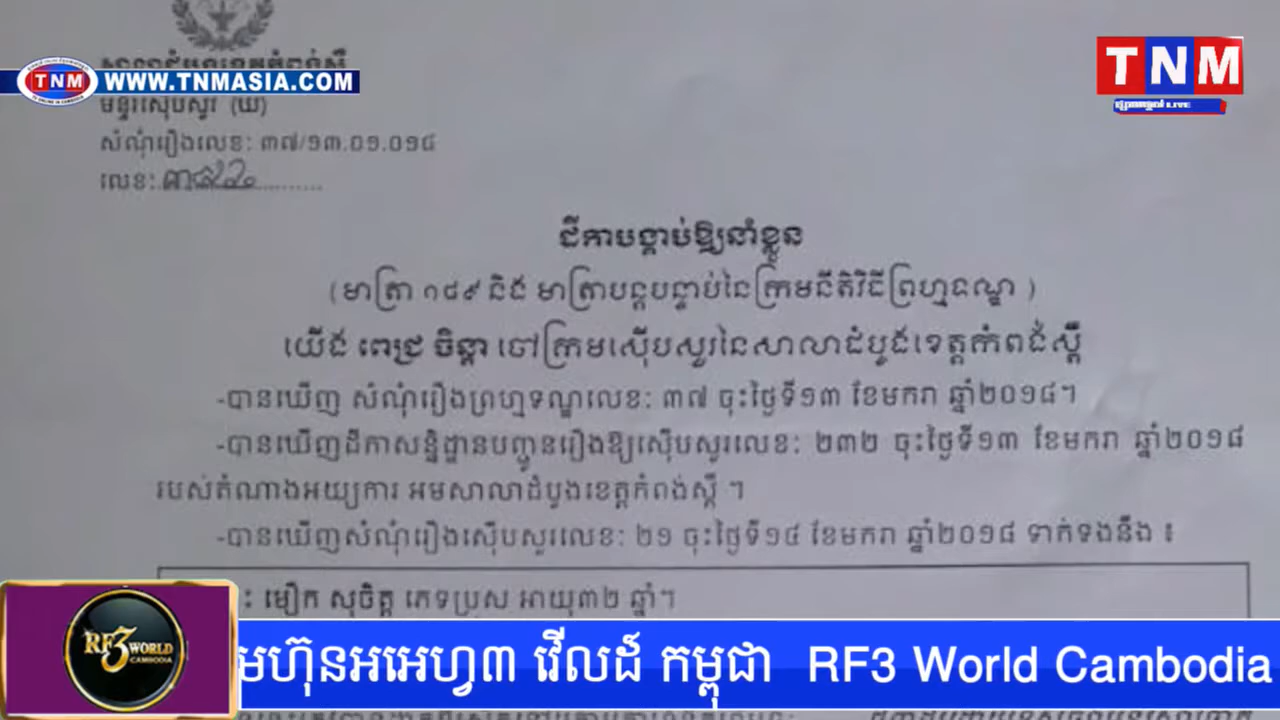 TNM
WWW.TNMASIA.COM
TNM
LIVE
មន្ទីរស៊ើបសួរ (ឃ)
សំណុំរឿងលេខៈ ៣៧/១៣.០១.០១៨
លេខៈ
ដីកាបង្គាប់ឱ្យនាំខ្លួន
(មាត្រា ១៨៩ និង មាត្រាបន្តបន្ទាប់នៃក្រមនីតិវិធីព្រហ្មទណ្ឌ )
យើង ពេជ្រ ចិន្តា ចៅក្រមស៊ើបសួរនៃសាលាដំបូងខេត្តកំពង់ស្ពឺ
-បានឃើញ សំណុំរឿងព្រហ្មទណ្ឌលេខៈ ៣៧ ចុះថ្ងៃទី១៣ ខែមករា ឆ្នាំ២០១៨។
-បានឃើញដីកាសន្និដ្ឋានបញ្ជូនរឿងឱ្យស៊ើបសួរលេខៈ ២៣២ ចុះថ្ងៃទី១៣ ខែមករា ឆ្នាំ២០១៨
របស់តំណាងអយ្យការ អមសាលាដំបូងខេត្តកំពង់ស្ពឺ ។
-បានឃើញសំណុំរឿងស៊ើបសួរលេខៈ ២១ ចុះថ្ងៃទី១៤ ខែមករា ឆ្នាំ២០១៨ ទាក់ទងនឹង ៖
មឿក សុចិត្ត ភេទប្រុស អាយុ៣២ ឆ្នាំ។
RF3 WORLD
CAMBODIA
មហ៊ុនអអេហ្វ៣ វើលដ៍ កម្ពុជា RF3 World Cambodia